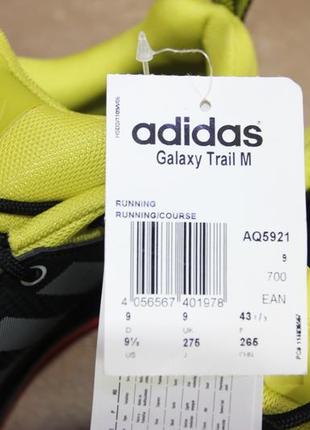 adidas
Galaxy Trail M
RUNNING
RUNNING/COURSE
AQ5921
9
700
4 056567 401978 EAN
9 9 43 1/3
D UK F
9½ 275 265
US J CHN